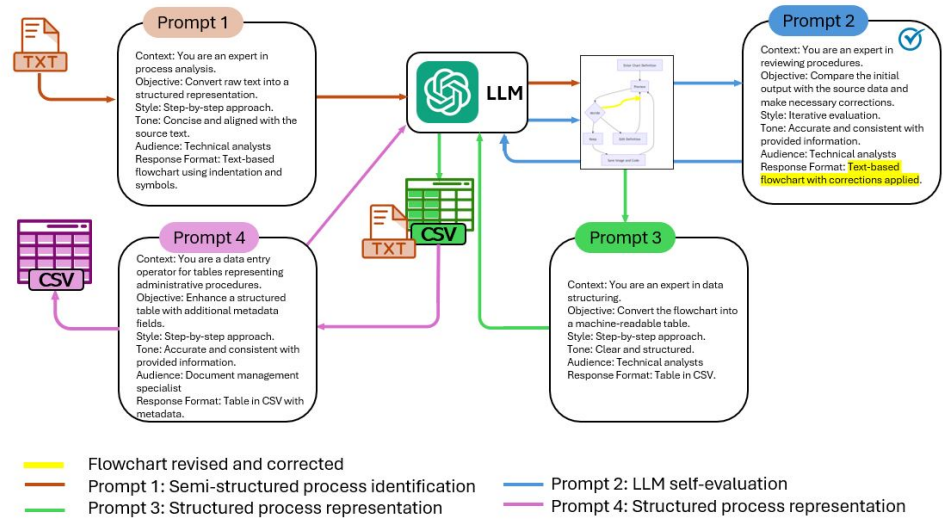 Prompt 1
TXT
Context: You are an expert in
process analysis.
Objective: Convert raw text into a
structured representation.
Style: Step-by-step approach.
Tone: Concise and aligned with the
source text.
Audience: Technical analysts
Response Format: Text-based
flowchart using indentation and
symbols.
LLM
Prompt 2
Context: You are an expert in
reviewing procedures.
Objective: Compare the initial
output with the source data and
make necessary corrections.
Style: Iterative evaluation.
Tone: Accurate and consistent with
provided information.
Audience: Technical analysts
Response Format: Text-based
flowchart with corrections applied.
Prompt 4
CSV
Context: You are a data entry
operator for tables representing
administrative procedures.
Objective: Enhance a structured
table with additional metadata
fields.
Style: Step-by-step approach.
Tone: Accurate and consistent with
provided information.
Audience: Document management
specialist
Response Format: Table in CSV with
metadata.
TXT
CSV
Prompt 3
Context: You are an expert in data
structuring.
Objective: Convert the flowchart into
a machine-readable table.
Style: Step-by-step approach.
Tone: Clear and structured.
Audience: Technical analysts
Response Format: Table in CSV.
Flowchart revised and corrected
Prompt 1: Semi-structured process identification
Prompt 3: Structured process representation
Prompt 2: LLM self-evaluation
Prompt 4: Structured process representation